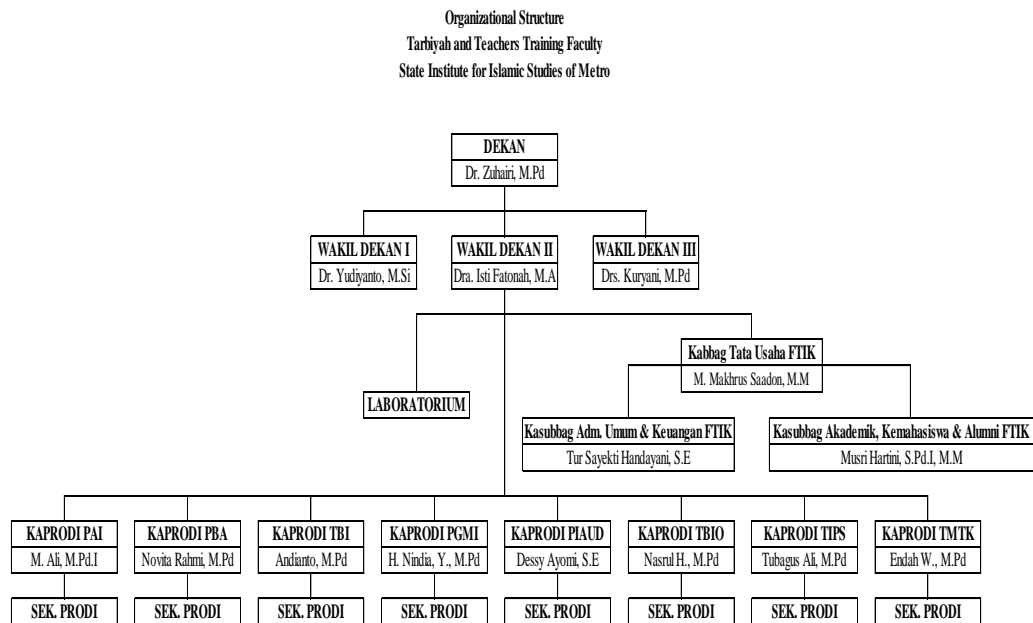 Organizational Structure
Tarbiyah and Teachers Training Faculty
State Institute for Islamic Studies of Metro
DEKAN
Dr. Zuhairi, M.Pd
WAKIL DEKAN I
Dr. Yudiyanto, M.Si
WAKIL DEKAN II
Dra. Isti Fatonah, M.A
WAKIL DEKAN III
Drs. Kuryani, M.Pd
Kabbag Tata Usaha FTIK
M. Makhrus Saadon, M.M
LABORATORIUM
Kasubbag Adm. Umum & Keuangan FTIK
Tur Sayekti Handayani, S.E
Kasubbag Akademik, Kemahasiswa & Alumni FTIK
Musri Hartini, S.Pd.I, M.M
KAPRODI PAI
M. Ali, M.Pd.I
KAPRODI PBA
Novita Rahmi, M.Pd
KAPRODI TBI
Andianto, M.Pd
KAPRODI PGMI
H. Nindia, Y., M.Pd
KAPRODI PIAUD
Dessy Ayomi, S.E
KAPRODI TBIO
Nasrul H., M.Pd
KAPRODI TIPS
Tubagus Ali, M.Pd
KAPRODI TMTK
Endah W., M.Pd
SEK. PRODI
SEK. PRODI
SEK. PRODI
SEK. PRODI
SEK. PRODI
SEK. PRODI
SEK. PRODI
SEK. PRODI